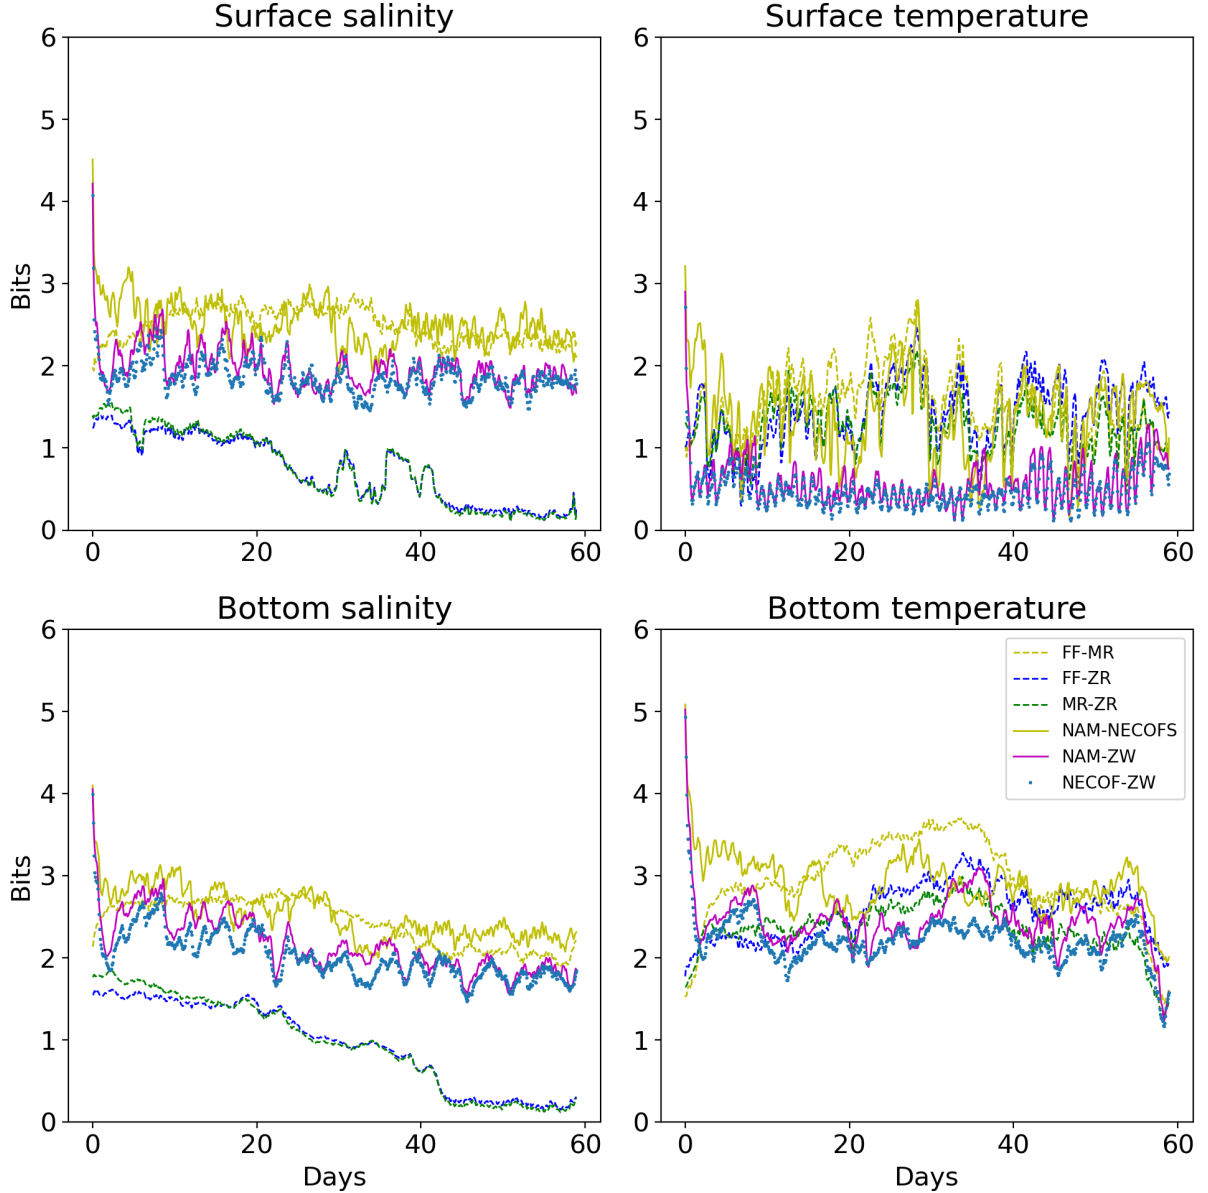 Surface salinity
Surface temperature
6
5
4
3
2
1
0
Bits
0 20 40 60
6
5
4
3
2
1
0
0 20 40 60
Bottom salinity
Bottom temperature
6
5
4
3
2
1
0
Bits
0 20 40 60
Days
6
5
4
3
2
1
0
FF-MR
FF-ZR
MR-ZR
NAM-NECOFS
NAM-ZW
NECOF-ZW
0 20 40 60
Days